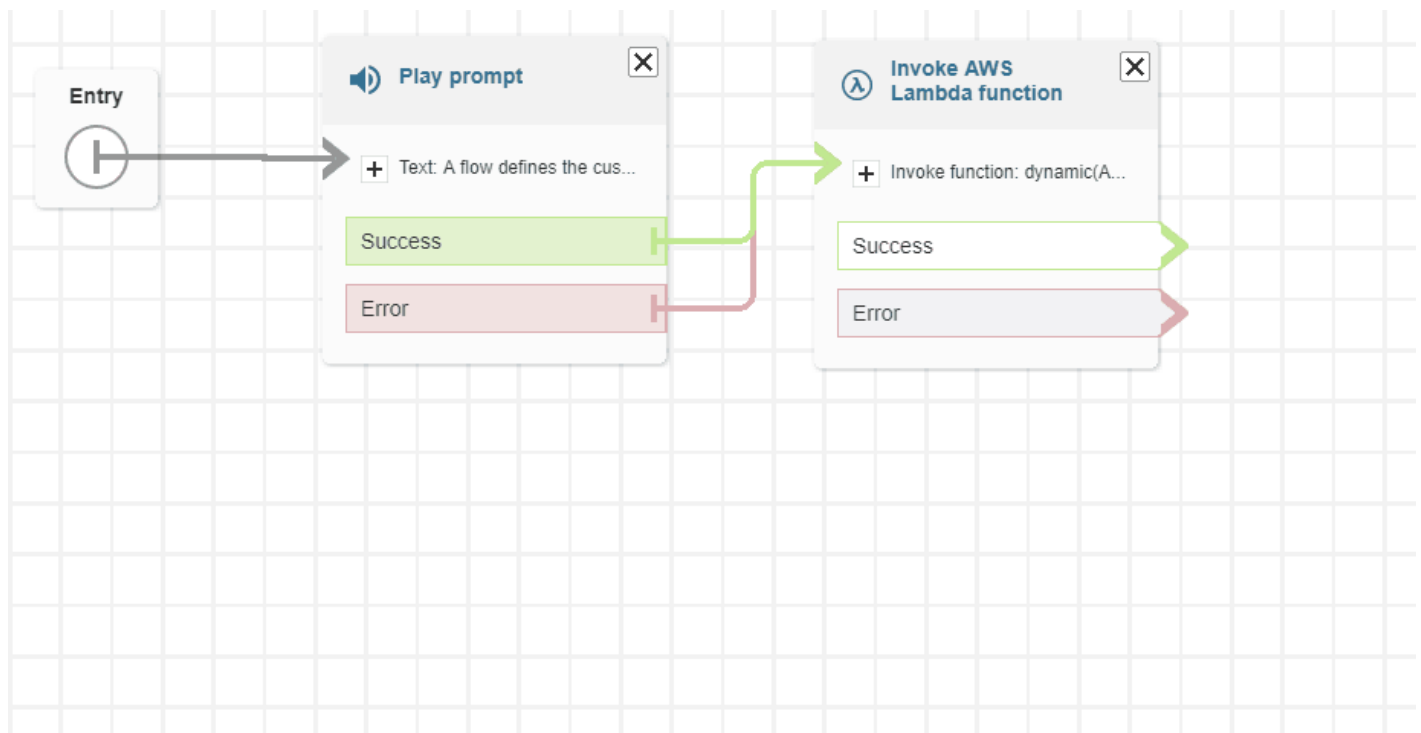 Entry
Play prompt
Text: A flow defines the cus...
Success
Error
Invoke AWS
Lambda function
Invoke function: dynamic(A...
Success
Error